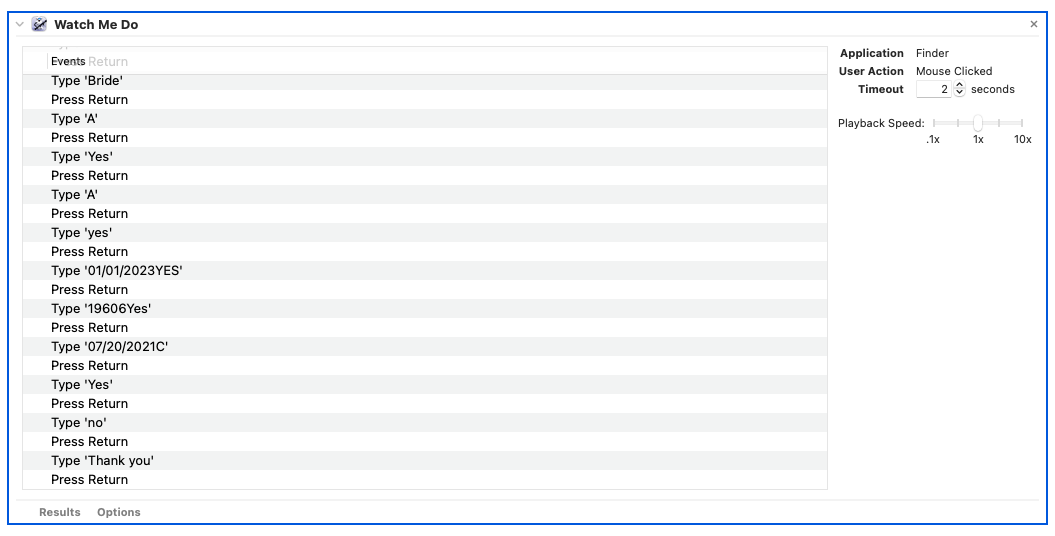 Watch Me Do
Events
Return
Type 'Bride'
Press Return
Type 'A'
Press Return
Type 'Yes'
Press Return
Type 'A'
Press Return
Type 'yes'
Press Return
Type '01/01/2023YES'
Press Return
Type '19606Yes'
Press Return
Type '07/20/2021C'
Press Return
Type 'Yes'
Press Return
Type 'no'
Press Return
Type 'Thank you'
Press Return
Application Finder
User Action Mouse Clicked
Timeout 2 seconds
Playback Speed:
.1x 1x 10x
Results Options